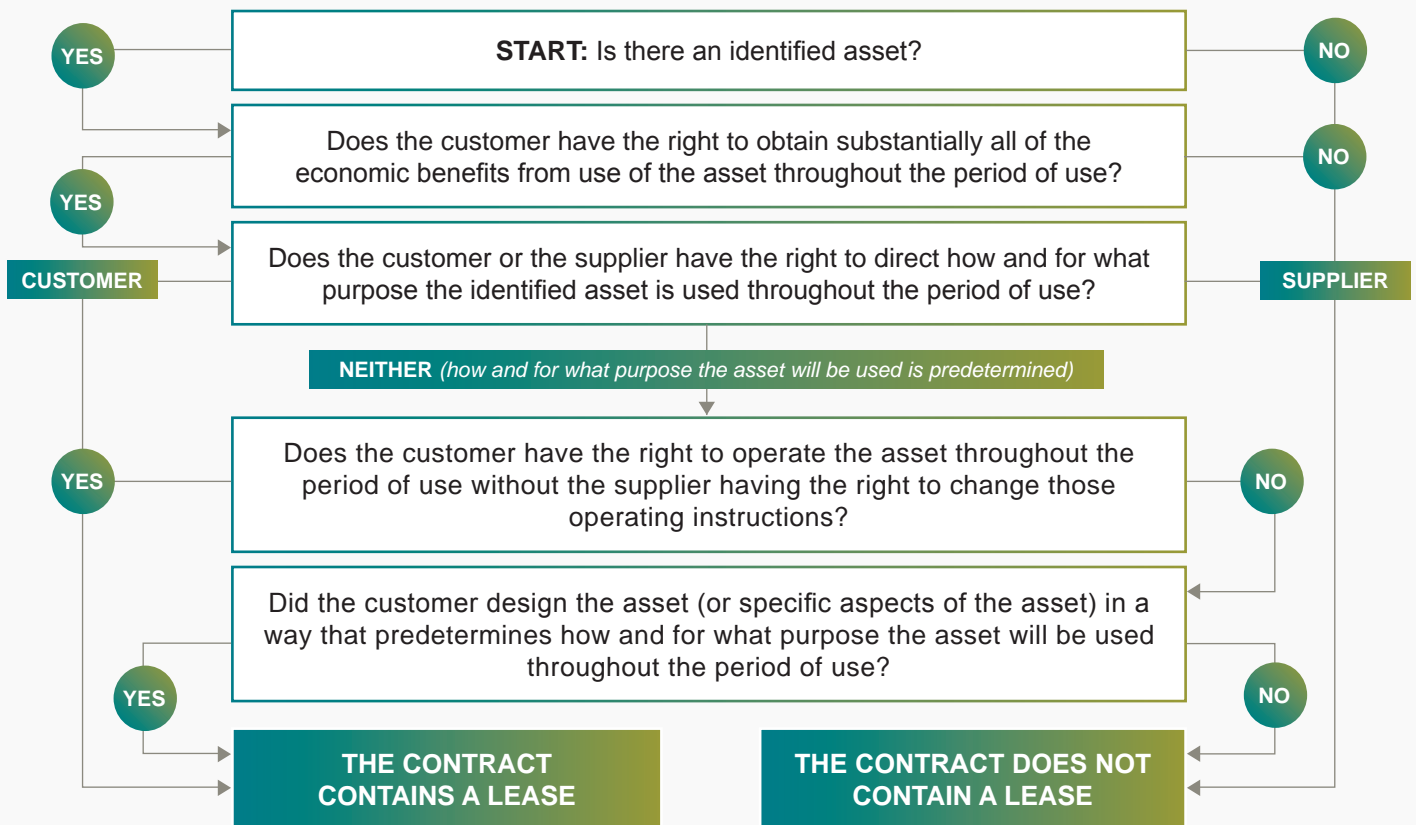 START: Is there an identified asset?
YES
NO
Does the customer have the right to obtain substantially all of the
economic benefits from use of the asset throughout the period of use?
NO
YES
Does the customer or the supplier have the right to direct how and for what
purpose the identified asset is used throughout the period of use?
CUSTOMER
SUPPLIER
NEITHER (how and for what purpose the asset will be used is predetermined)
Does the customer have the right to operate the asset throughout the
period of use without the supplier having the right to change those
operating instructions?
YES
NO
Did the customer design the asset (or specific aspects of the asset) in a
way that predetermines how and for what purpose the asset will be used
throughout the period of use?
YES
NO
THE CONTRACT
CONTAINS A LEASE
THE CONTRACT DOES NOT
CONTAIN A LEASE